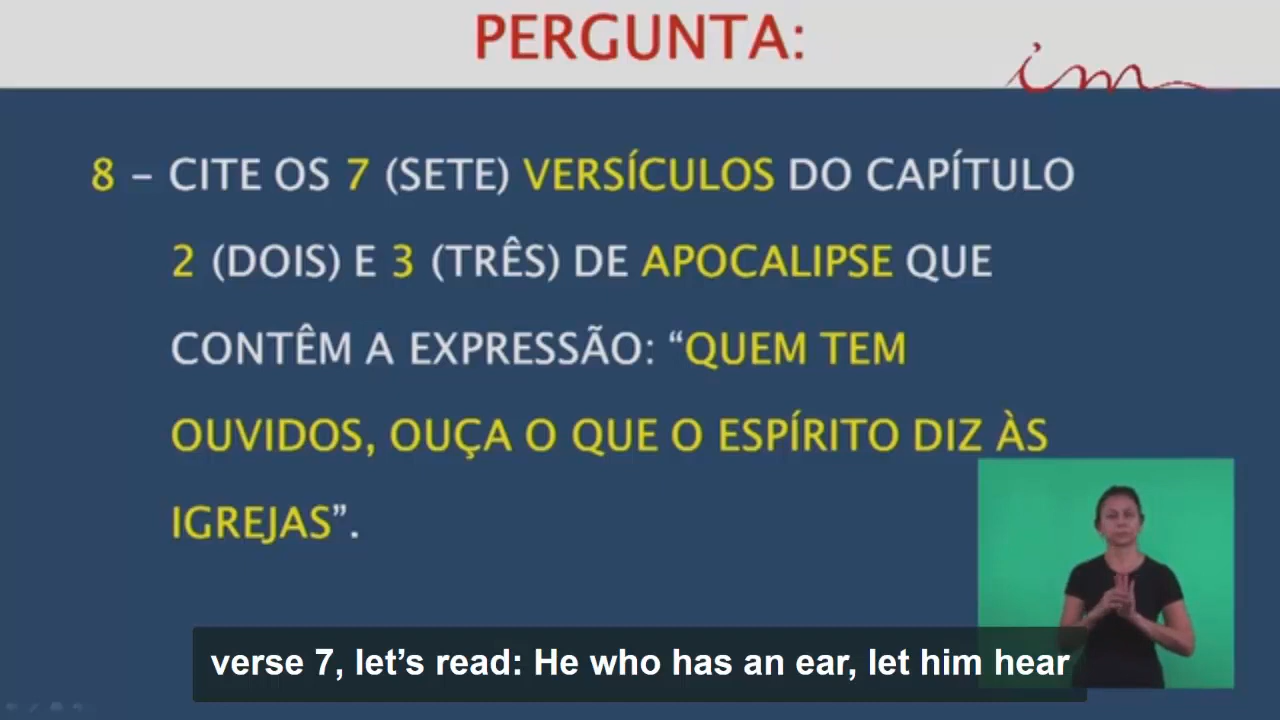 PERGUNTA:
im
8 – CITE OS 7 (SETE) VERSÍCULOS DO CAPÍTULO
2 (DOIS) E 3 (TRÊS) DE APOCALIPSE QUE
CONTÊM A EXPRESSÃO: “QUEM TEM
OUVIDOS, OUÇA O QUE O ESPÍRITO DIZ ÀS
IGREJAS”.
verse 7, let’s read: He who has an ear, let him hear